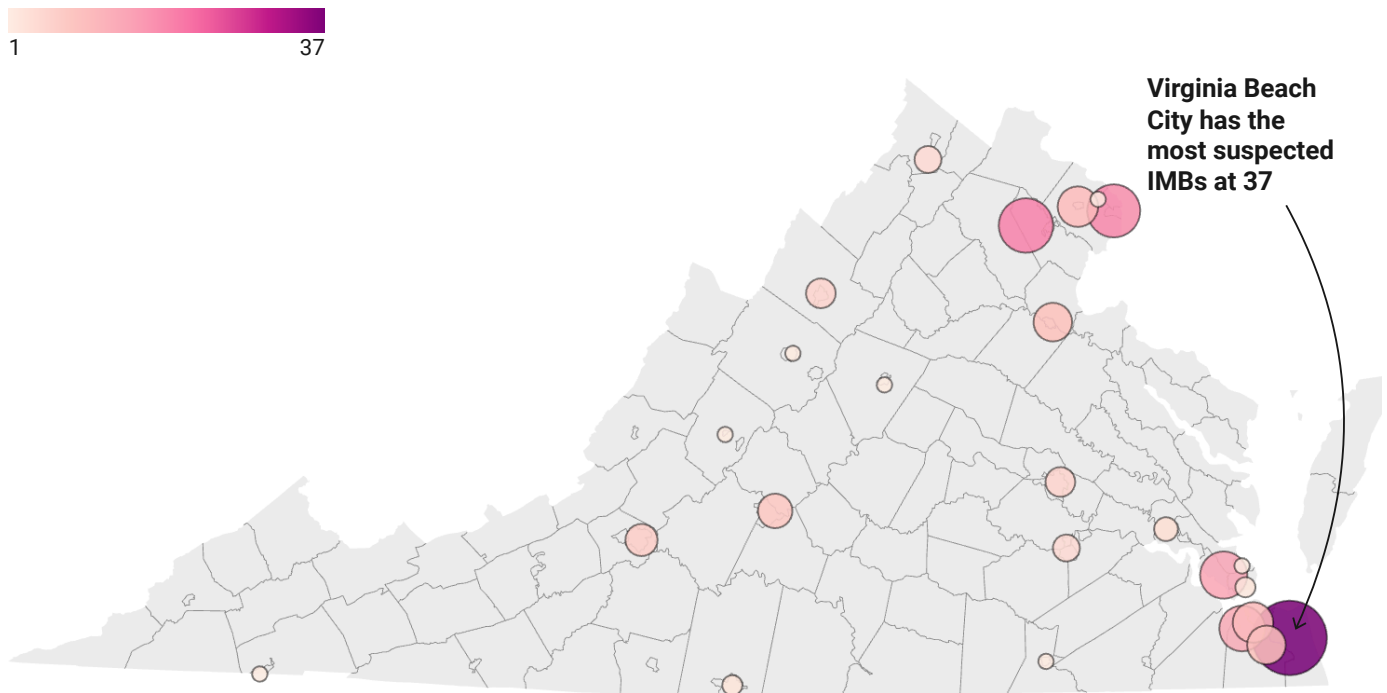 1
37
Virginia Beach
City has the
most suspected
IMBs at 37